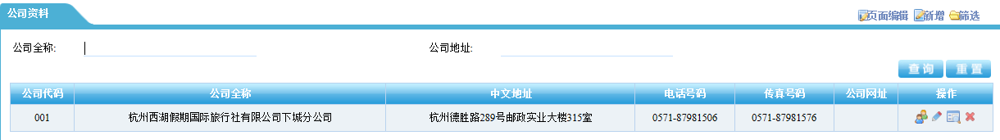 公司资料
页面编辑 新增 筛选
公司全称: 公司地址:
查询 重置
公司代码 公司全称 中文地址 电话号码 传真号码 公司网址 操作
001 杭州西湖假期国际旅行社有限公司下城分公司 杭州德胜路289号邮政实业大楼315室 0571-87981506 0571-87981576